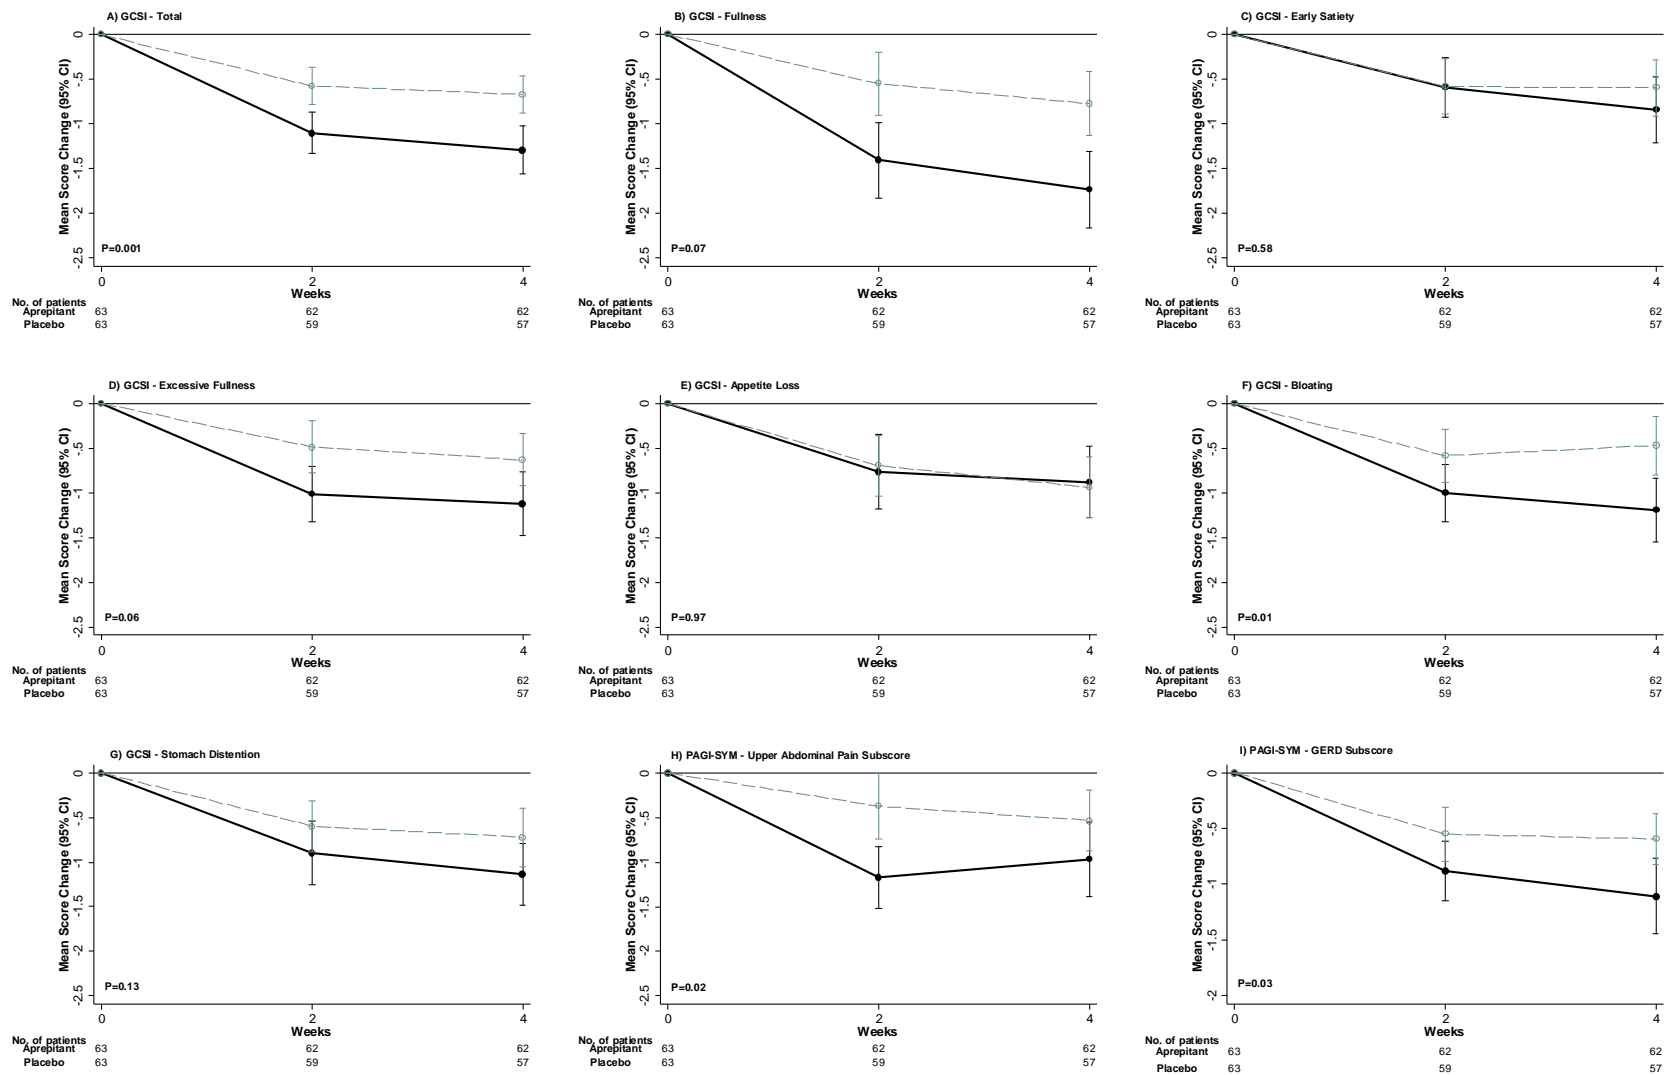 A) GCSI - Total
Mean Score Change (95% CI)
0
-.5
-1
-1.5
-2
-2.5
P=0.001
0 2 4
Weeks
No. of patients
Aprepitant 63 62 62
Placebo 63 59 57
B) GCSI - Fullness
Mean Score Change (95% CI)
0
-.5
-1
-1.5
-2
-2.5
P=0.07
0 2 4
Weeks
No. of patients
Aprepitant 63 62 62
Placebo 63 59 57
C) GCSI - Early Satiety
Mean Score Change (95% CI)
0
-.5
-1
-1.5
-2
-2.5
P=0.58
0 2 4
Weeks
No. of patients
Aprepitant 63 62 62
Placebo 63 59 57
D) GCSI - Excessive Fullness
Mean Score Change (95% CI)
0
-.5
-1
-1.5
-2
-2.5
P=0.06
0 2 4
Weeks
No. of patients
Aprepitant 63 62 62
Placebo 63 59 57
E) GCSI - Appetite Loss
Mean Score Change (95% CI)
0
-.5
-1
-1.5
-2
-2.5
P=0.97
0 2 4
Weeks
No. of patients
Aprepitant 63 62 62
Placebo 63 59 57
F) GCSI - Bloating
Mean Score Change (95% CI)
0
-.5
-1
-1.5
-2
-2.5
P=0.01
0 2 4
Weeks
No. of patients
Aprepitant 63 62 62
Placebo 63 59 57
G) GCSI - Stomach Distention
Mean Score Change (95% CI)
0
-.5
-1
-1.5
-2
-2.5
P=0.13
0 2 4
Weeks
No. of patients
Aprepitant 63 62 62
Placebo 63 59 57
H) PAGI-SYM - Upper Abdominal Pain Subscore
Mean Score Change (95% CI)
0
-.5
-1
-1.5
-2
-2.5
P=0.02
0 2 4
Weeks
No. of patients
Aprepitant 63 62 62
Placebo 63 59 57
I) PAGI-SYM - GERD Subscore
Mean Score Change (95% CI)
0
-.5
-1
-1.5
-2
P=0.03
0 2 4
Weeks
No. of patients
Aprepitant 63 62 62
Placebo 63 59 57